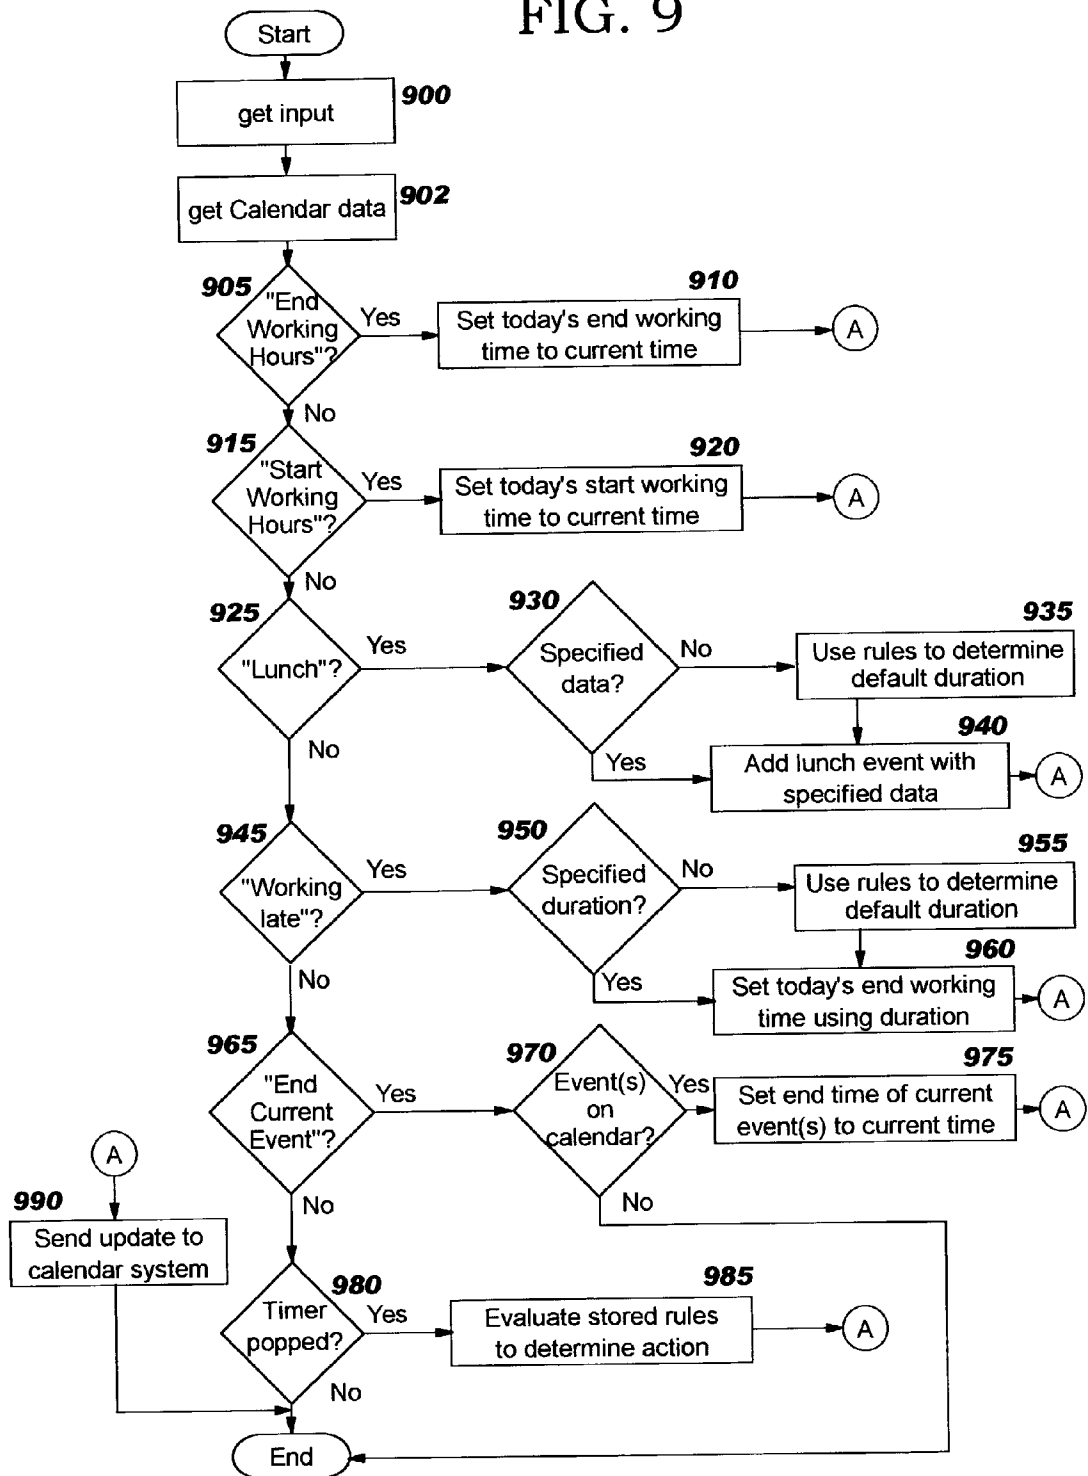 FIG. 9
Start
900
get input
902
get Calendar data
905
"End
Working
Hours"?
Yes
No
910
Set today's end working
time to current time
A
915
"Start
Working
Hours"?
Yes
No
920
Set today's start working
time to current time
A
925
"Lunch"?
Yes
No
930
Specified
data?
No
Yes
935
Use rules to determine
default duration
940
Add lunch event with
specified data
A
945
"Working
late"?
Yes
No
950
Specified
duration?
No
Yes
955
Use rules to determine
default duration
960
Set today's end working
time using duration
A
965
"End
Current
Event"?
Yes
No
970
Event(s)
on
calendar?
Yes
No
975
Set end time of current
event(s) to current time
A
A
990
Send update to
calendar system
980
Timer
popped?
Yes
No
985
Evaluate stored rules
to determine action
A
End